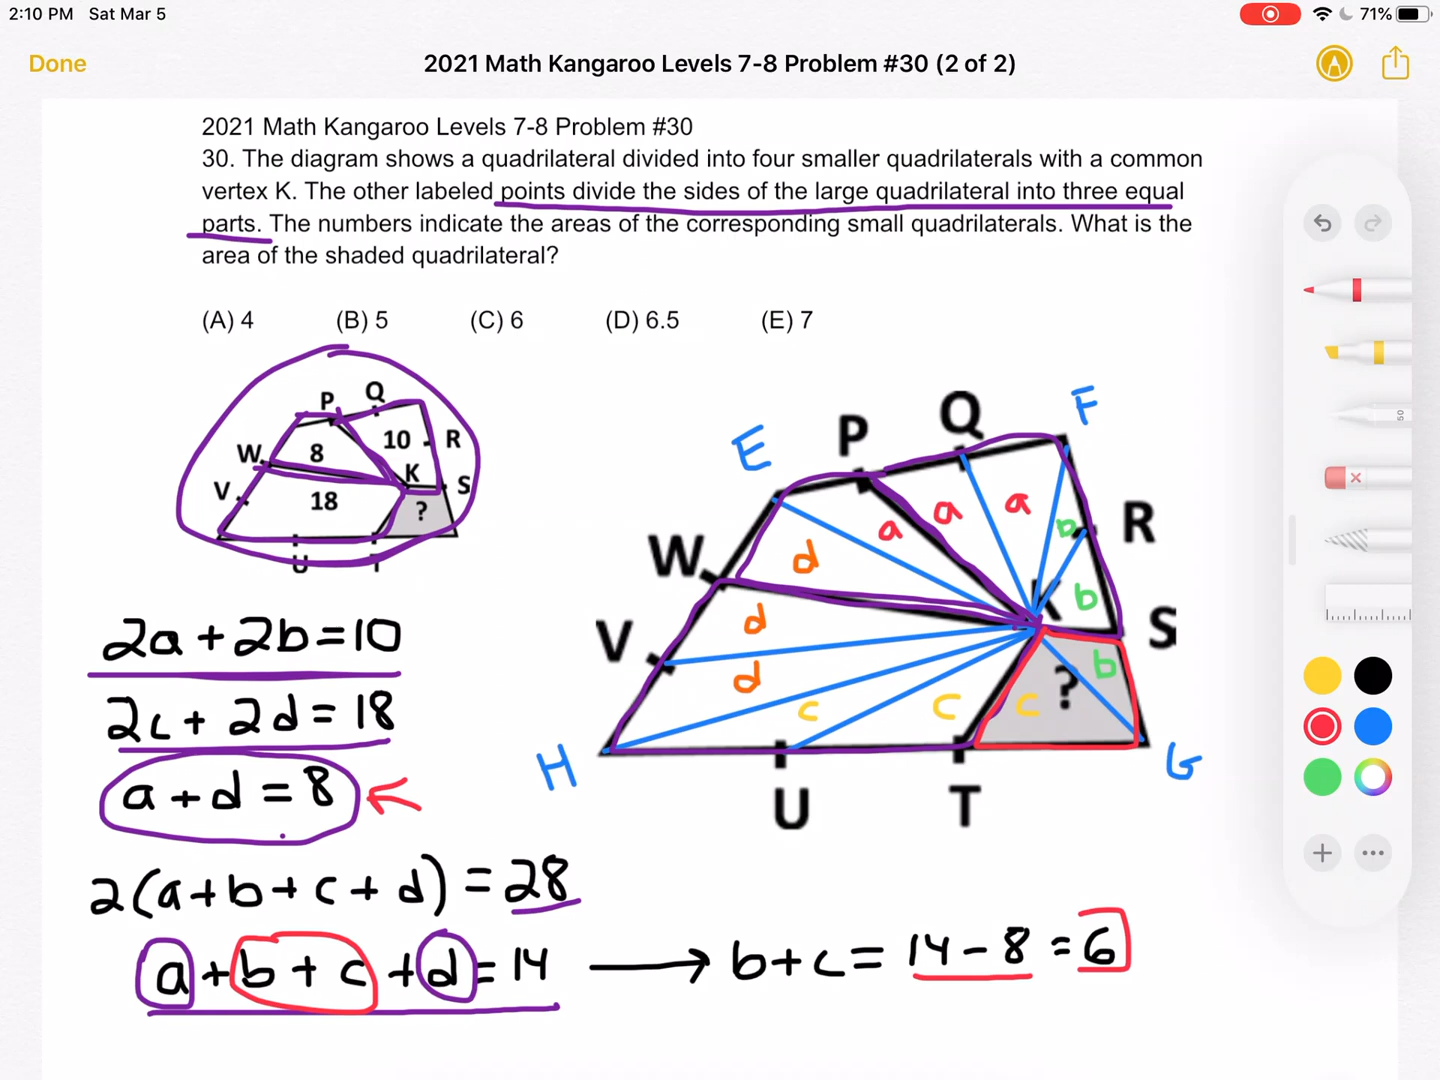 2:10 PM Sat Mar 5
71%
Done
2021 Math Kangaroo Levels 7-8 Problem #30 (2 of 2)
2021 Math Kangaroo Levels 7-8 Problem #30
30. The diagram shows a quadrilateral divided into four smaller quadrilaterals with a common
vertex K. The other labeled points divide the sides of the large quadrilateral into three equal
parts. The numbers indicate the areas of the corresponding small quadrilaterals. What is the
area of the shaded quadrilateral?
(A) 4 (B) 5 (C) 6 (D) 6.5 (E) 7
P Q
W 8 10 R
K
V 18 ? S
U T
E P Q F
a a a b R
W d K b S
V d b
d c c c ?
H G
U T
2a + 2b = 10
2c + 2d = 18
a + d = 8
2(a + b + c + d) = 28
a + b + c + d = 14 → b + c = 14 - 8 = 6
50